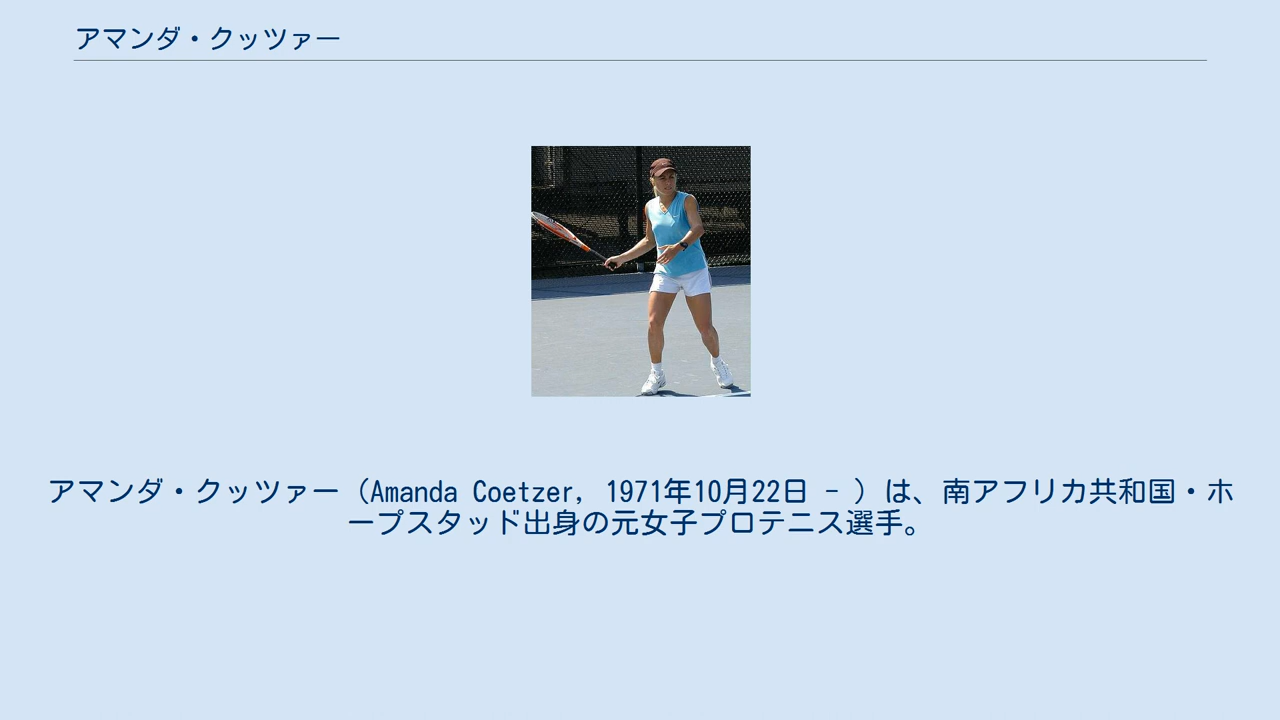 アマンダ・クッツァー
アマンダ・クッツァー（Amanda Coetzer, 1971年10月22日 - ）は、南アフリカ共和国・ホ
ープスタッド出身の元女子プロテニス選手。